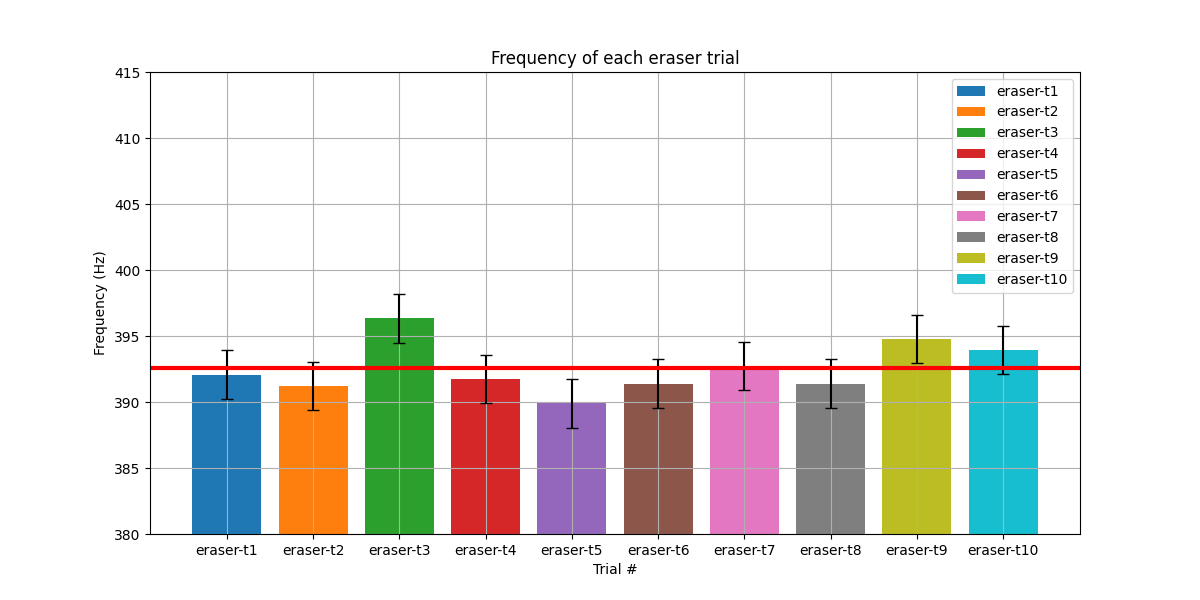 Frequency of each eraser trial
415
410
405
400
395
390
385
380
Frequency (Hz)
eraser-t1
eraser-t2
eraser-t3
eraser-t4
eraser-t5
eraser-t6
eraser-t7
eraser-t8
eraser-t9
eraser-t10
eraser-t1 eraser-t2 eraser-t3 eraser-t4 eraser-t5 eraser-t6 eraser-t7 eraser-t8 eraser-t9 eraser-t10
Trial #